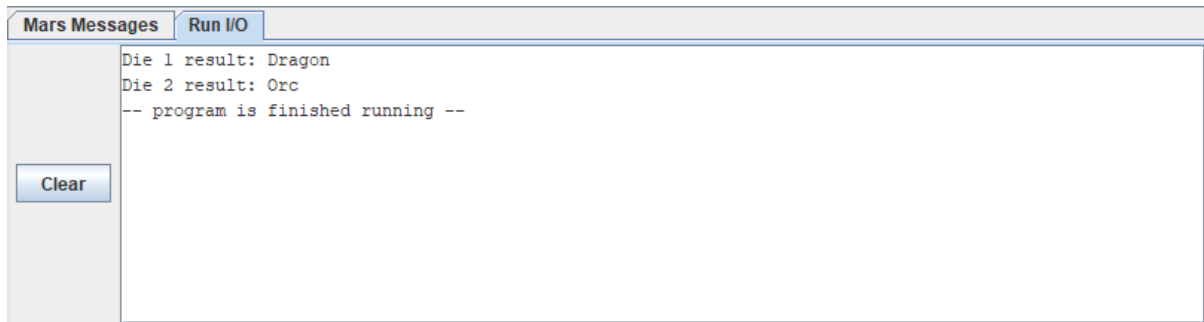 Mars Messages Run I/O
Die 1 result: Dragon
Die 2 result: Orc
-- program is finished running --
Clear